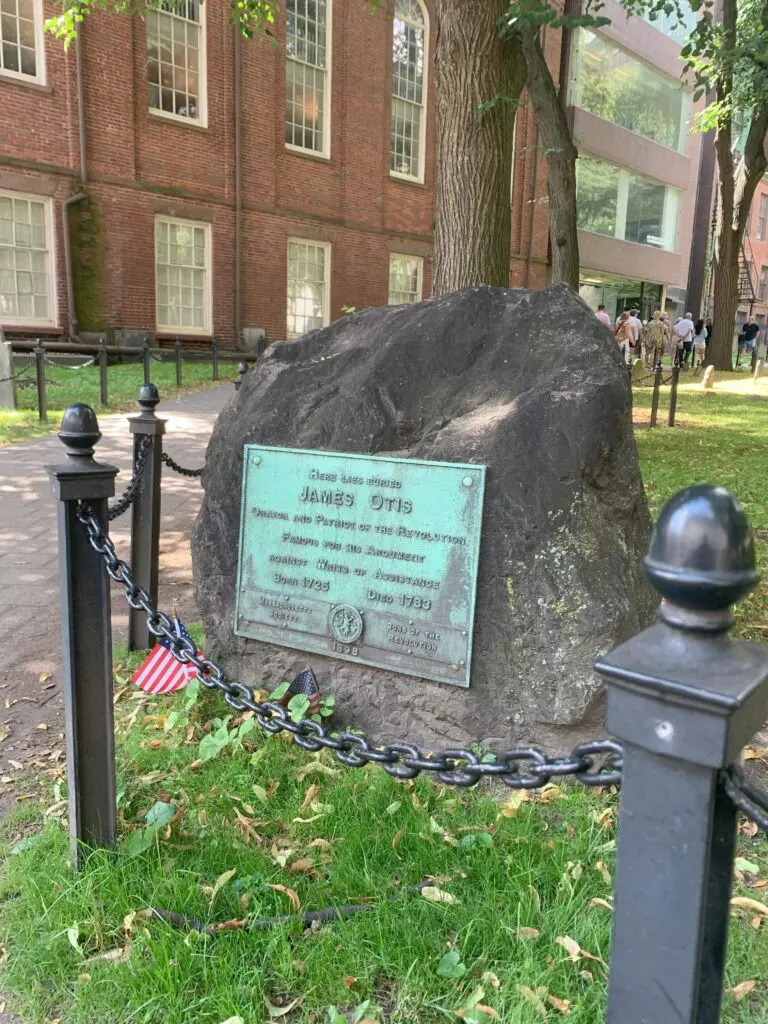 Here lies buried
James Otis
Orator and Patriot of the Revolution
Famous for his Argument
against Writs of Assistance
Born 1725 Died 1783
Massachusetts Society
Sons of the Revolution
1898